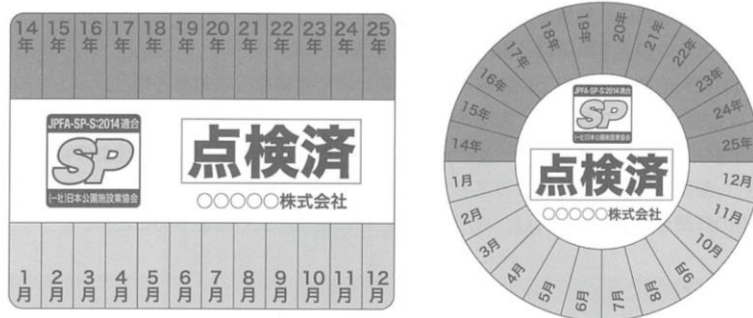 14年 15年 16年 17年 18年 19年 20年 21年 22年 23年 24年 25年
JPFA-SP-S:2014適合
SP
(一社)日本公園施設業協会
点検済
○○○○○株式会社
1月 2月 3月 4月 5月 6月 7月 8月 9月 10月 11月 12月
14年 15年 16年 17年 18年 19年 20年 21年 22年 23年 24年 25年
JPFA-SP-S:2014適合
SP
(一社)日本公園施設業協会
点検済
○○○○○株式会社
1月 2月 3月 4月 5月 6月 7月 8月 9月 10月 11月 12月